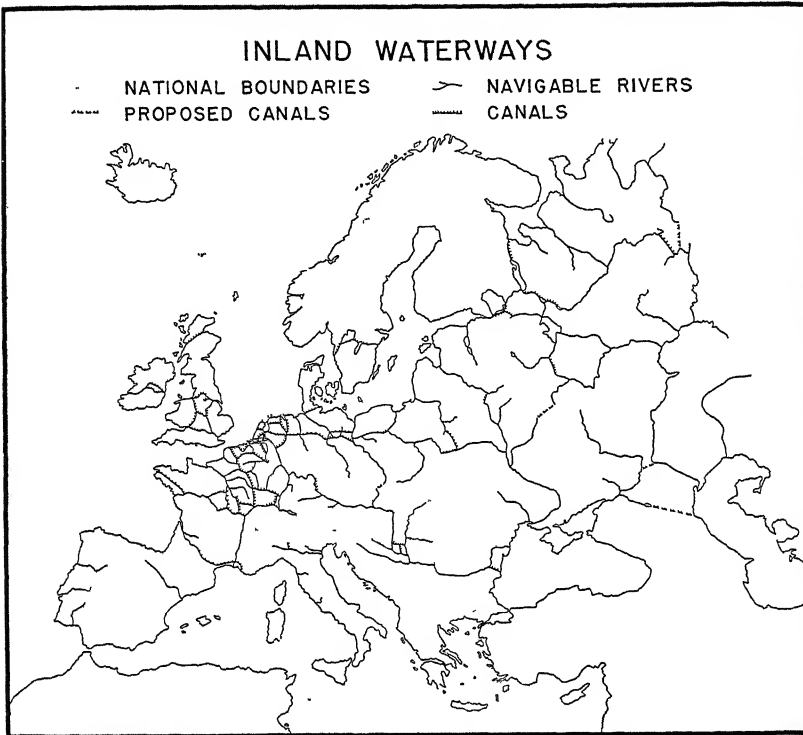 INLAND WATERWAYS
NATIONAL BOUNDARIES
NAVIGABLE RIVERS
PROPOSED CANALS
CANALS